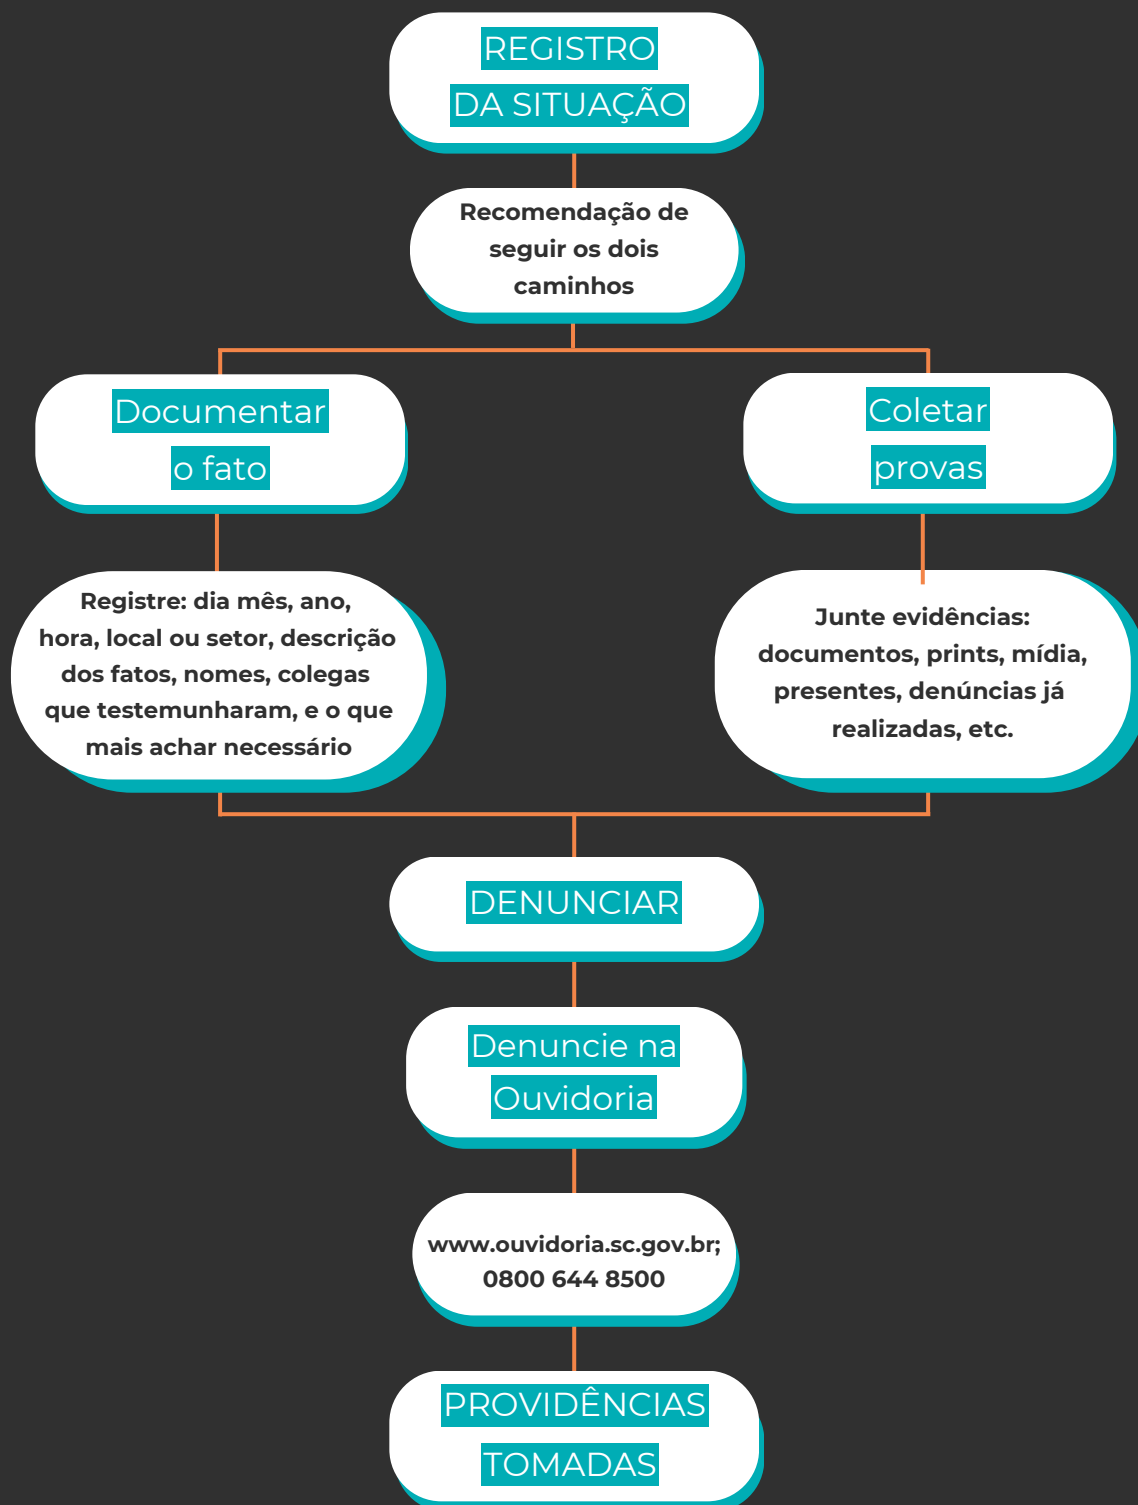 REGISTRO
DA SITUAÇÃO
Recomendação de
seguir os dois
caminhos
Documentar
o fato
Coletar
provas
Registre: dia mês, ano,
hora, local ou setor, descrição
dos fatos, nomes, colegas
que testemunharam, e o que
mais achar necessário
Junte evidências:
documentos, prints, mídia,
presentes, denúncias já
realizadas, etc.
DENUNCIAR
Denuncie na
Ouvidoria
www.ouvidoria.sc.gov.br;
0800 644 8500
PROVIDÊNCIAS
TOMADAS